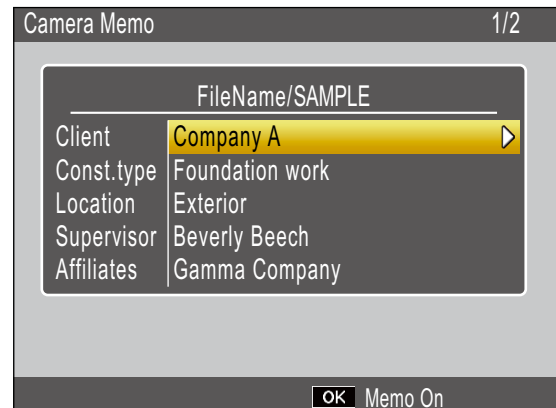 Camera Memo 1/2
FileName/SAMPLE
Client Company A
Const.type Foundation work
Location Exterior
Supervisor Beverly Beech
Affiliates Gamma Company
OK Memo On